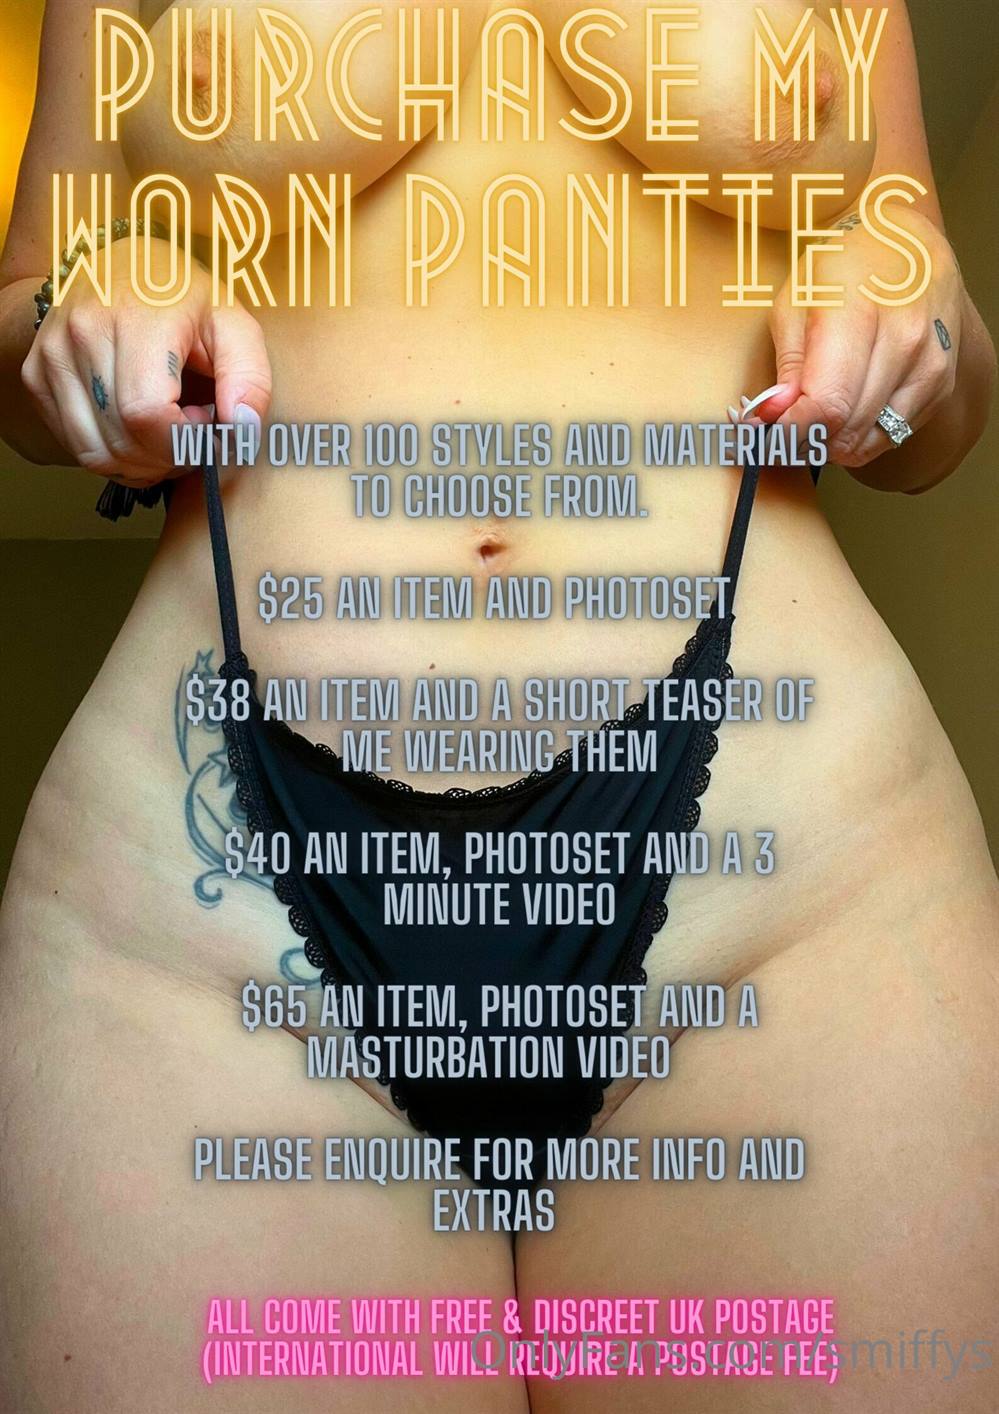 PURCHASE MY
WORN PANTIES
WITH OVER 100 STYLES AND MATERIALS
TO CHOOSE FROM.
$25 AN ITEM AND PHOTOSET
$38 AN ITEM AND A SHORT TEASER OF
ME WEARING THEM
$40 AN ITEM, PHOTOSET AND A 3
MINUTE VIDEO
$65 AN ITEM, PHOTOSET AND A
MASTURBATION VIDEO
PLEASE ENQUIRE FOR MORE INFO AND
EXTRAS
ALL COME WITH FREE & DISCREET UK POSTAGE
(INTERNATIONAL WILL REQUIRE A POSTAGE FEE)
OnlyFans.com/smiffys